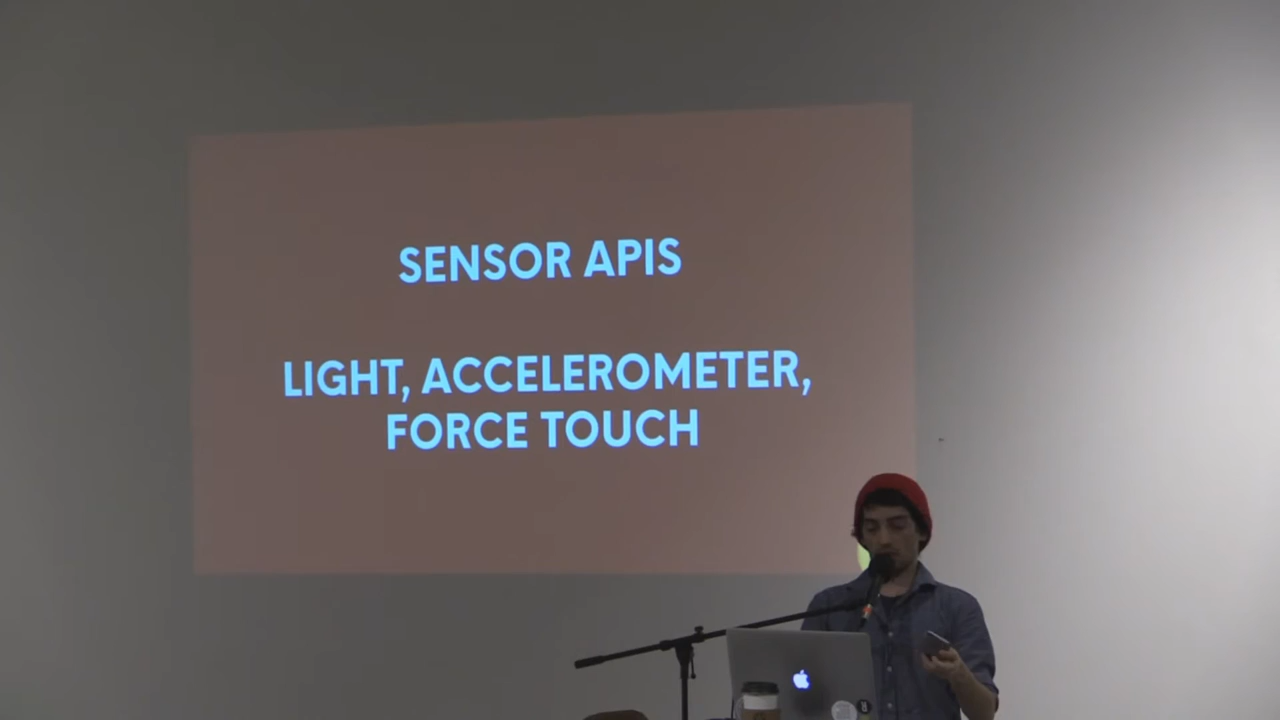 SENSOR APIS
LIGHT, ACCELEROMETER,
FORCE TOUCH